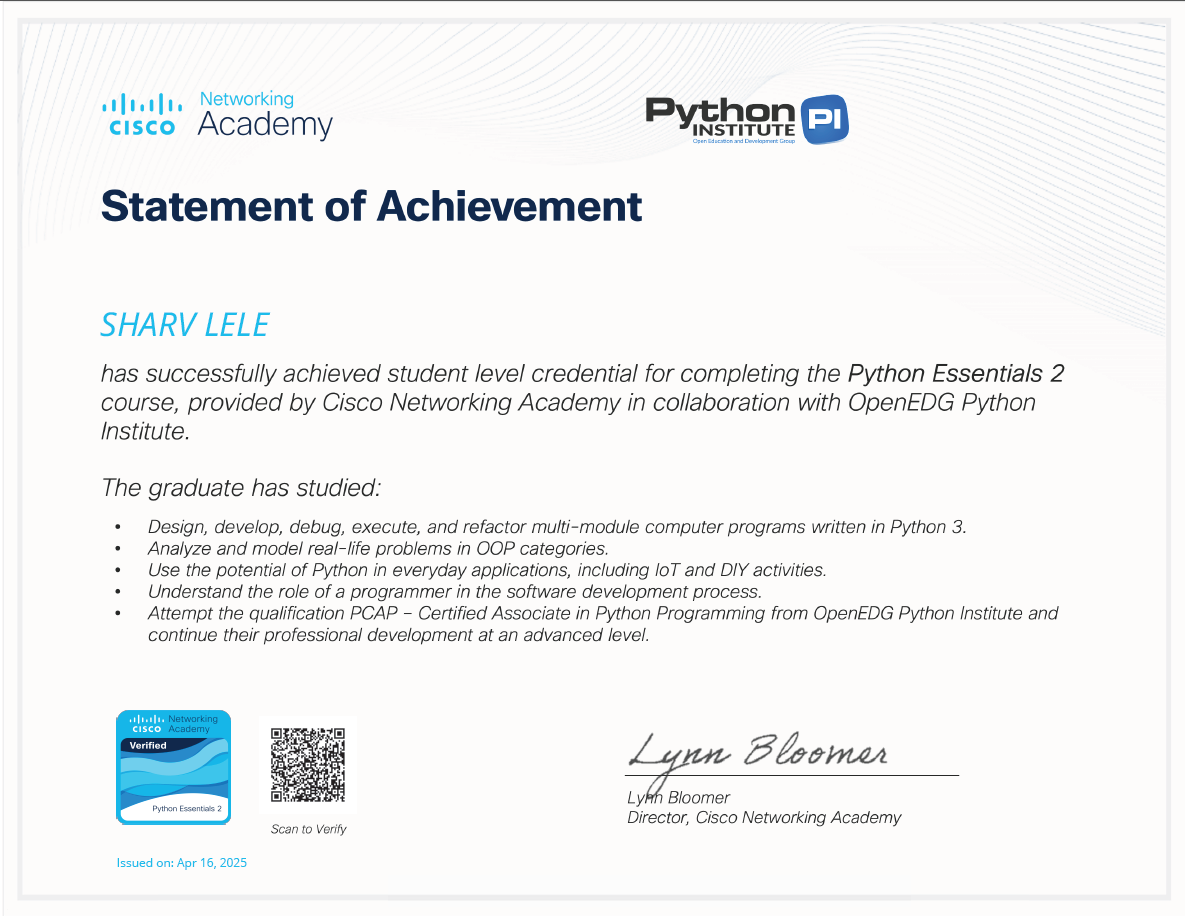 CISCO
Networking
Academy
Python
INSTITUTE
Open Education and Development Group
PI
Statement of Achievement
SHARV LELE
has successfully achieved student level credential for completing the Python Essentials 2
course, provided by Cisco Networking Academy in collaboration with OpenEDG Python
Institute.
The graduate has studied:
• Design, develop, debug, execute, and refactor multi-module computer programs written in Python 3.
• Analyze and model real-life problems in OOP categories.
• Use the potential of Python in everyday applications, including IoT and DIY activities.
• Understand the role of a programmer in the software development process.
• Attempt the qualification PCAP – Certified Associate in Python Programming from OpenEDG Python Institute and
continue their professional development at an advanced level.
CISCO
Networking
Academy
Verified
Python Essentials 2
Scan to Verify
Lynn Bloomer
Lynn Bloomer
Director, Cisco Networking Academy
Issued on: Apr 16, 2025